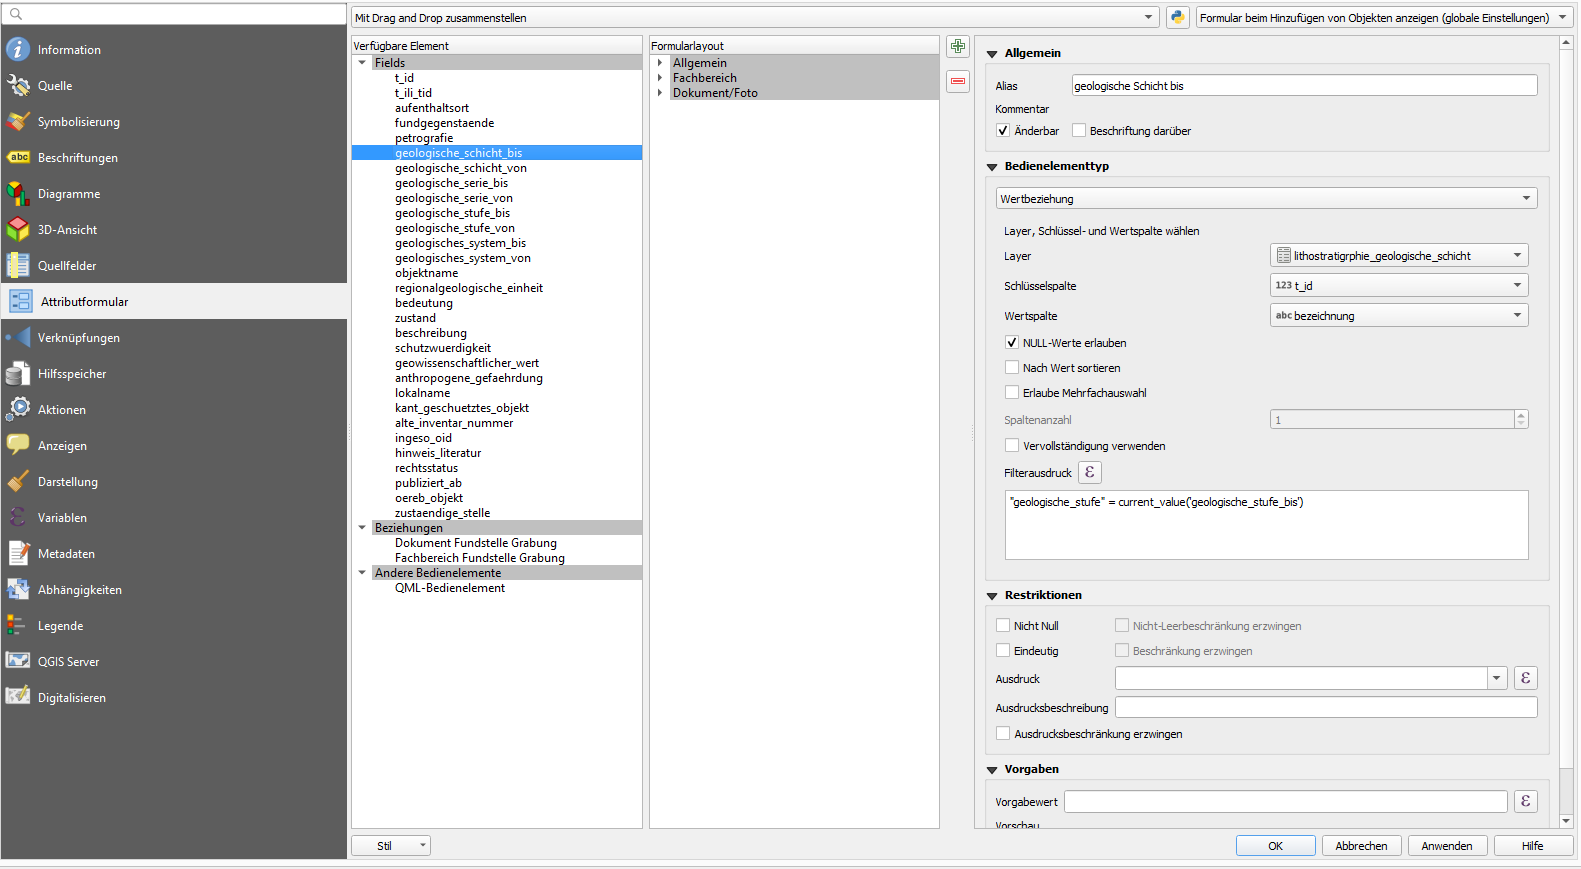 Mit Drag and Drop zusammenstellen
Formular beim Hinzufügen von Objekten anzeigen (globale Einstellungen)
Information
Quelle
Symbolisierung
abc Beschriftungen
Diagramme
3D-Ansicht
Quellfelder
Attributformular
Verknüpfungen
Hilfsspeicher
Aktionen
Anzeigen
Darstellung
Variablen
Metadaten
Abhängigkeiten
Legende
QGIS Server
Digitalisieren
Verfügbare Element
Fields
t_id
t_ili_tid
aufenthaltsort
fundgegenstaende
petrografie
geologische_schicht_bis
geologische_schicht_von
geologische_serie_bis
geologische_serie_von
geologische_stufe_bis
geologische_stufe_von
geologisches_system_bis
geologisches_system_von
objektname
regionalgeologische_einheit
bedeutung
zustand
beschreibung
schutzwuerdigkeit
geowissenschaftlicher_wert
anthropogene_gefaehrdung
lokalname
kant_geschuetztes_objekt
alte_inventar_nummer
ingeso_oid
hinweis_literatur
rechtsstatus
publiziert_ab
oereb_objekt
zustaendige_stelle
Beziehungen
Dokument Fundstelle Grabung
Fachbereich Fundstelle Grabung
Andere Bedienelemente
QML-Bedienelement
Formularlayout
Allgemein
Fachbereich
Dokument/Foto
Allgemein
Alias geologische Schicht bis
Kommentar
Änderbar Beschriftung darüber
Bedienelementtyp
Wertbeziehung
Layer, Schlüssel- und Wertspalte wählen
Layer lithostratigrphie_geologische_schicht
Schlüsselspalte 123 t_id
Wertspalte abc bezeichnung
NULL-Werte erlauben
Nach Wert sortieren
Erlaube Mehrfachauswahl
Spaltenanzahl 1
Vervollständigung verwenden
Filterausdruck ε
"geologische_stufe" = current_value('geologische_stufe_bis')
Restriktionen
Nicht Null Nicht-Leerbeschränkung erzwingen
Eindeutig Beschränkung erzwingen
Ausdruck ε
Ausdrucksbeschreibung
Ausdrucksbeschränkung erzwingen
Vorgaben
Vorgabewert ε
Vorschau
Stil
OK Abbrechen Anwenden Hilfe